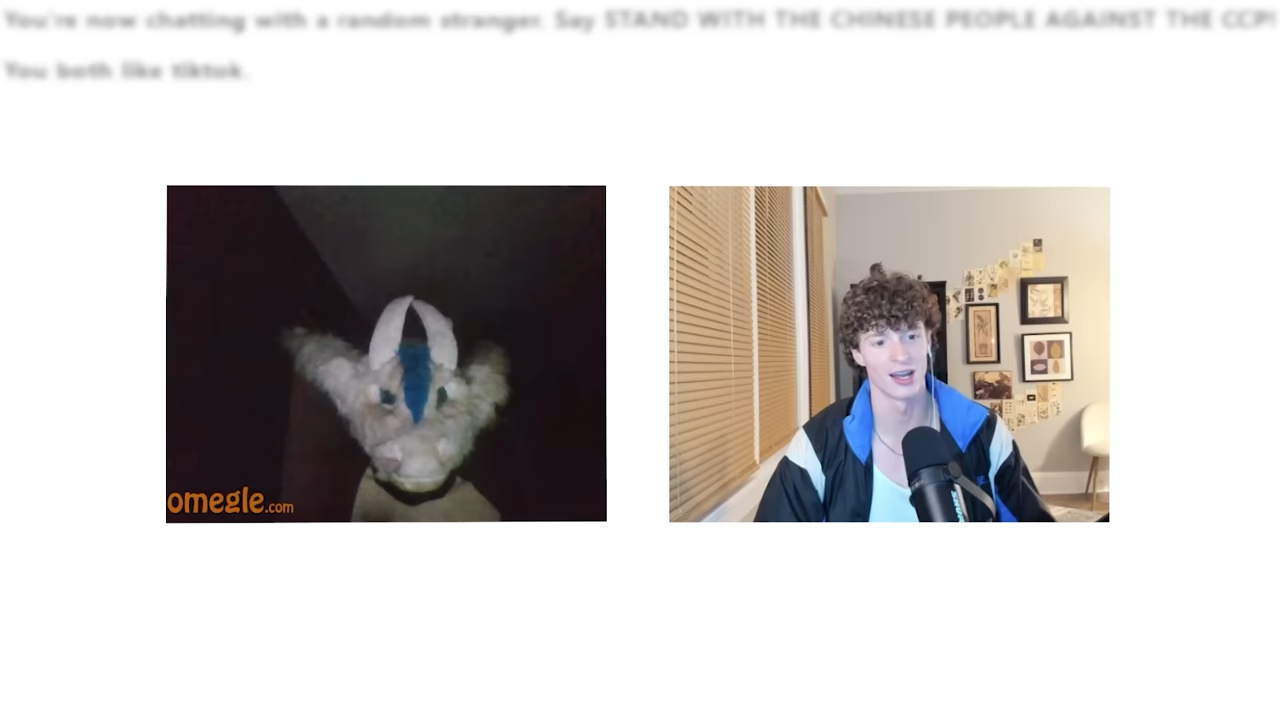 You're now chatting with a random stranger. Say STAND WITH THE CHINESE PEOPLE AGAINST THE CCP!
You both like tiktok.
omegle.com